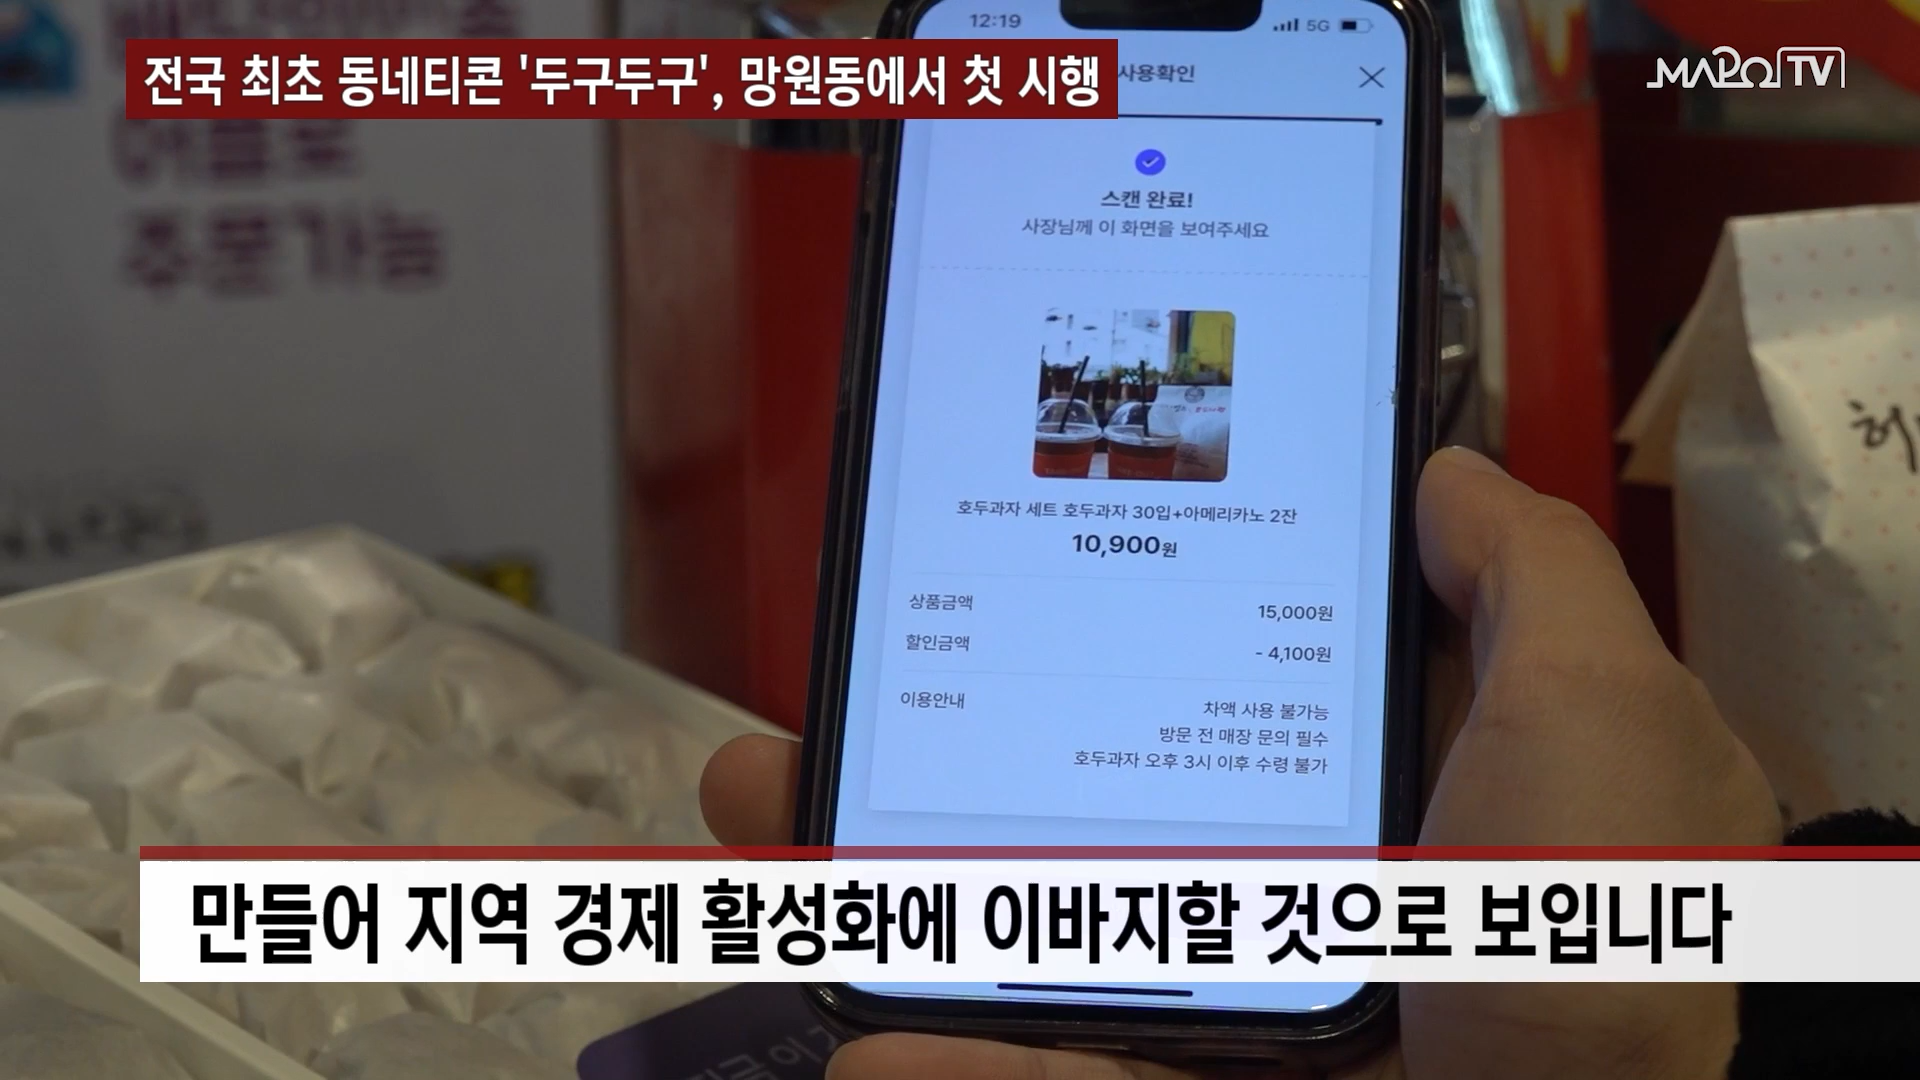 전국 최초 동네티콘 '두구두구', 망원동에서 첫 시행
MAPO TV
12:19
5G
사용확인
스캔 완료!
사장님께 이 화면을 보여주세요
호두과자 세트 호두과자 30입+아메리카노 2잔
10,900원
상품금액 15,000원
할인금액 - 4,100원
이용안내 차액 사용 불가능
방문 전 매장 문의 필수
호두과자 오후 3시 이후 수령 불가
주문가능
만들어 지역 경제 활성화에 이바지할 것으로 보입니다